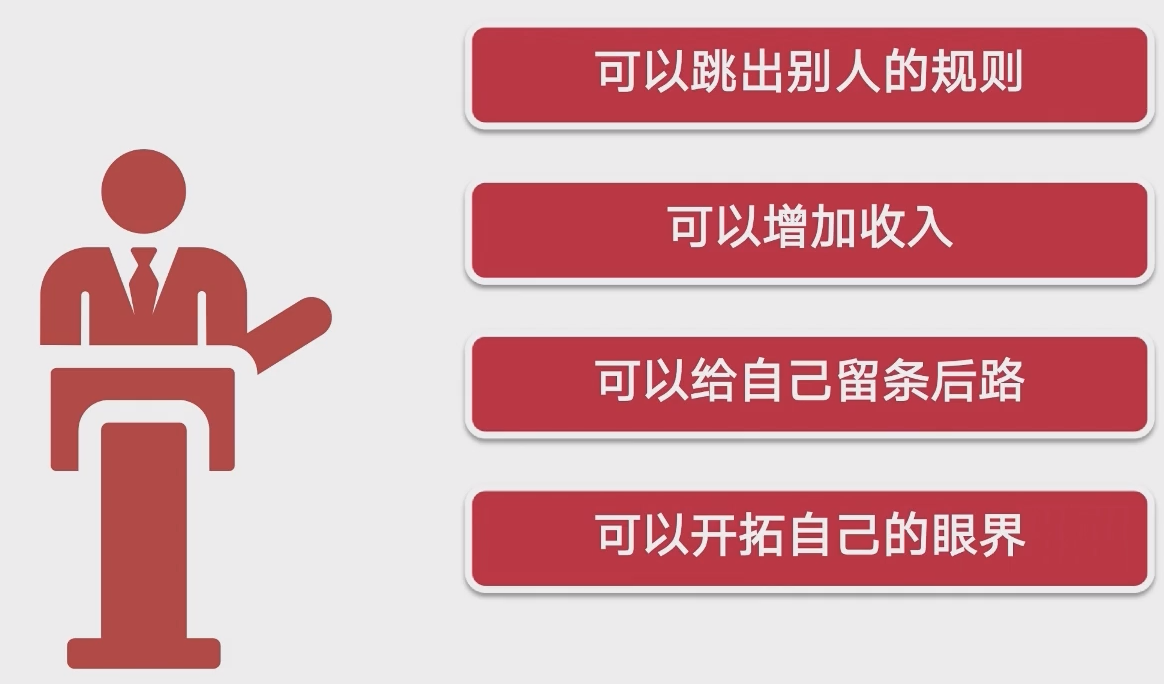 可以跳出别人的规则
可以增加收入
可以给自己留条后路
可以开拓自己的眼界